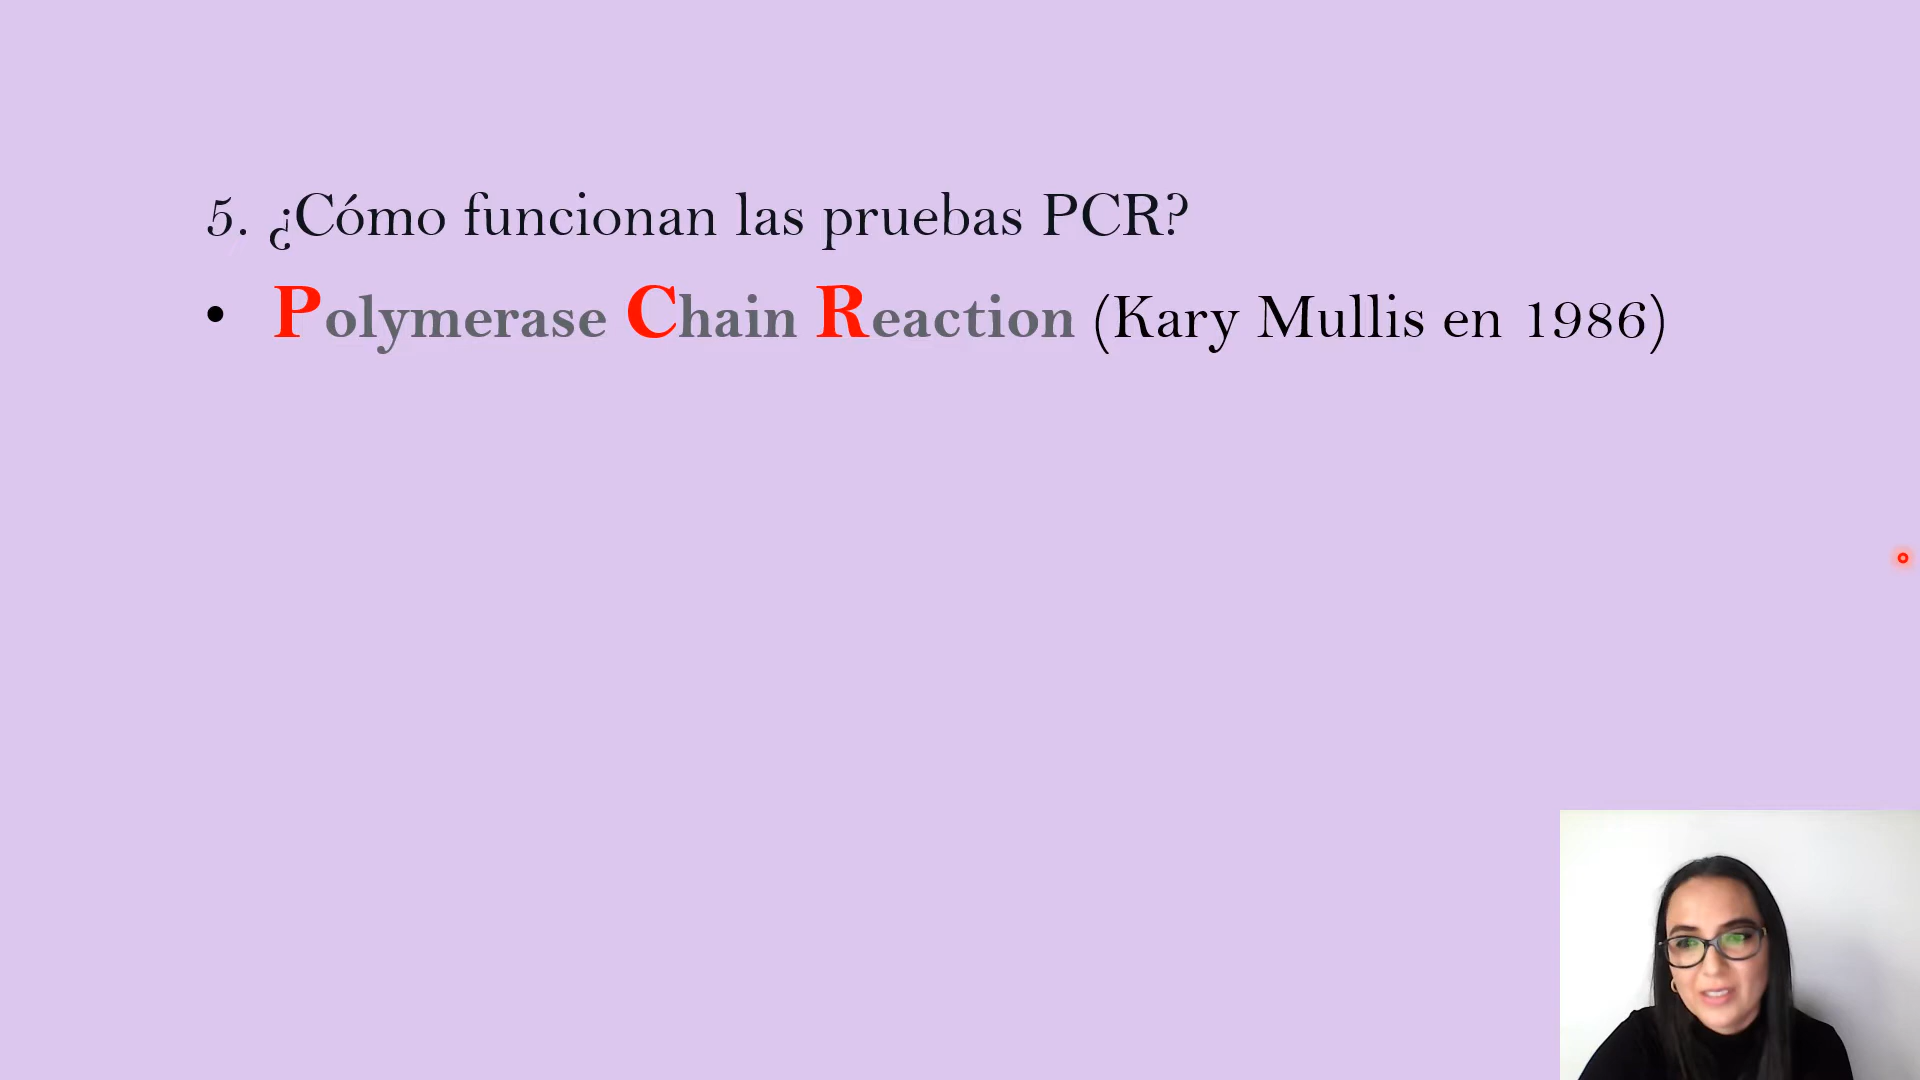 5. ¿Cómo funcionan las pruebas PCR?
• Polymerase Chain Reaction (Kary Mullis en 1986)